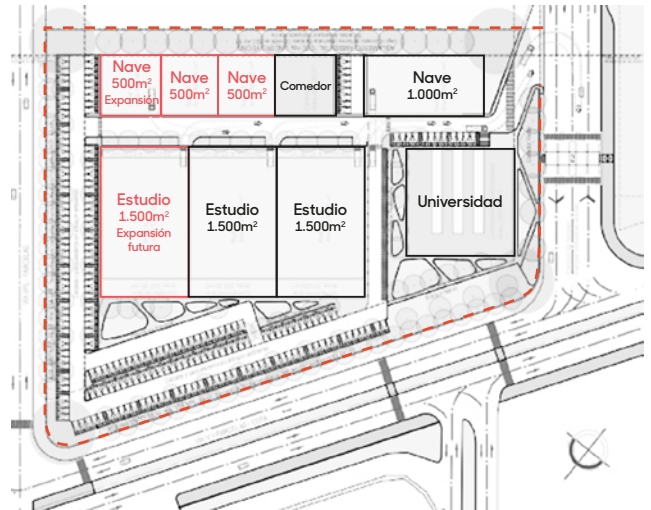 Nave
500m²
Expansión
Nave
500m²
Nave
500m²
Comedor
Nave
1.000m²
Estudio
1.500m²
Expansión
futura
Estudio
1.500m²
Estudio
1.500m²
Universidad